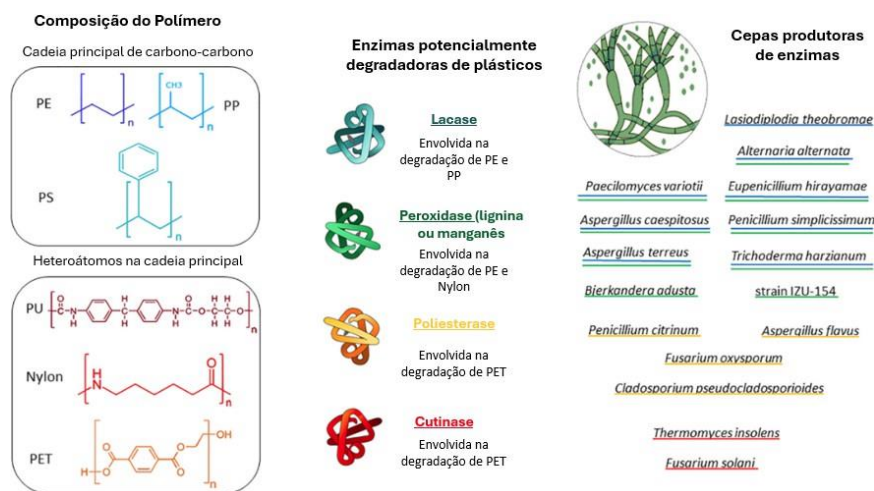 Composição do Polímero
Cadeia principal de carbono-carbono
PE
n
CH3
n
PP
PS
n
Heteroátomos na cadeia principal
PU
O
C
N
H
H
C
H
N
H
O
C
O
H
C
H
H
C
H
O
n
Nylon
H
N
O
n
PET
H
O
O
O
O
OH
n
Enzimas potencialmente
degradadoras de plásticos
Lacase
Envolvida na
degradação de PE e
PP
Peroxidase (lignina
ou manganês
Envolvida na
degradação de PE e
Nylon
Poliesterase
Envolvida na
degradação de PET
Cutinase
Envolvida na
degradação de PET
Cepas produtoras
de enzimas
Lasiodiplodia theobromae
Alternaria alternata
Paecilomyces variotii
Eupenicillium hirayamae
Aspergillus caespitosus
Penicillium simplicissimum
Aspergillus terreus
Trichoderma harzianum
Bjerkandera adusta
strain IZU-154
Penicillium citrinum
Aspergillus flavus
Fusarium oxysporum
Cladosporium pseudocladosporioides
Thermomyces insolens
Fusarium solani